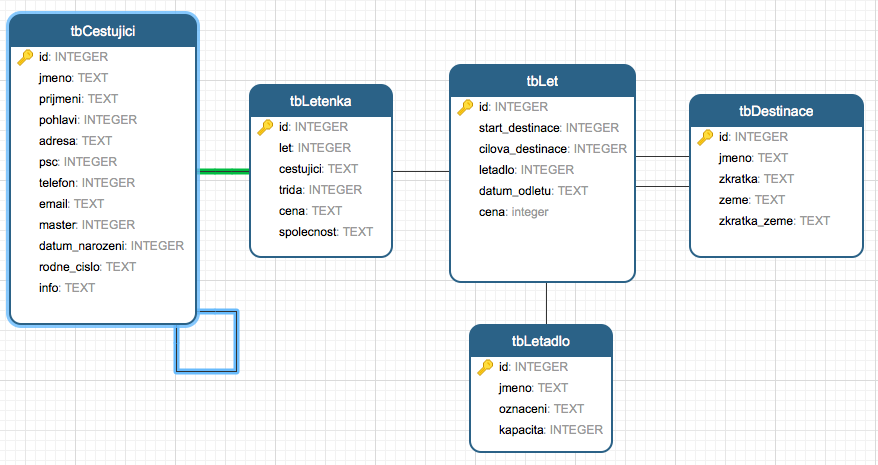 tbCestujici
id: INTEGER
jmeno: TEXT
prijmeni: TEXT
pohlavi: INTEGER
adresa: TEXT
psc: INTEGER
telefon: INTEGER
email: TEXT
master: INTEGER
datum_narozeni: INTEGER
rodne_cislo: TEXT
info: TEXT
tbLetenka
id: INTEGER
let: INTEGER
cestujici: TEXT
trida: INTEGER
cena: TEXT
spolecnost: TEXT
tbLet
id: INTEGER
start_destinace: INTEGER
cilova_destinace: INTEGER
letadlo: INTEGER
datum_odletu: TEXT
cena: integer
tbDestinace
id: INTEGER
jmeno: TEXT
zkratka: TEXT
zeme: TEXT
zkratka_zeme: TEXT
tbLetadlo
id: INTEGER
jmeno: TEXT
oznaceni: TEXT
kapacita: INTEGER